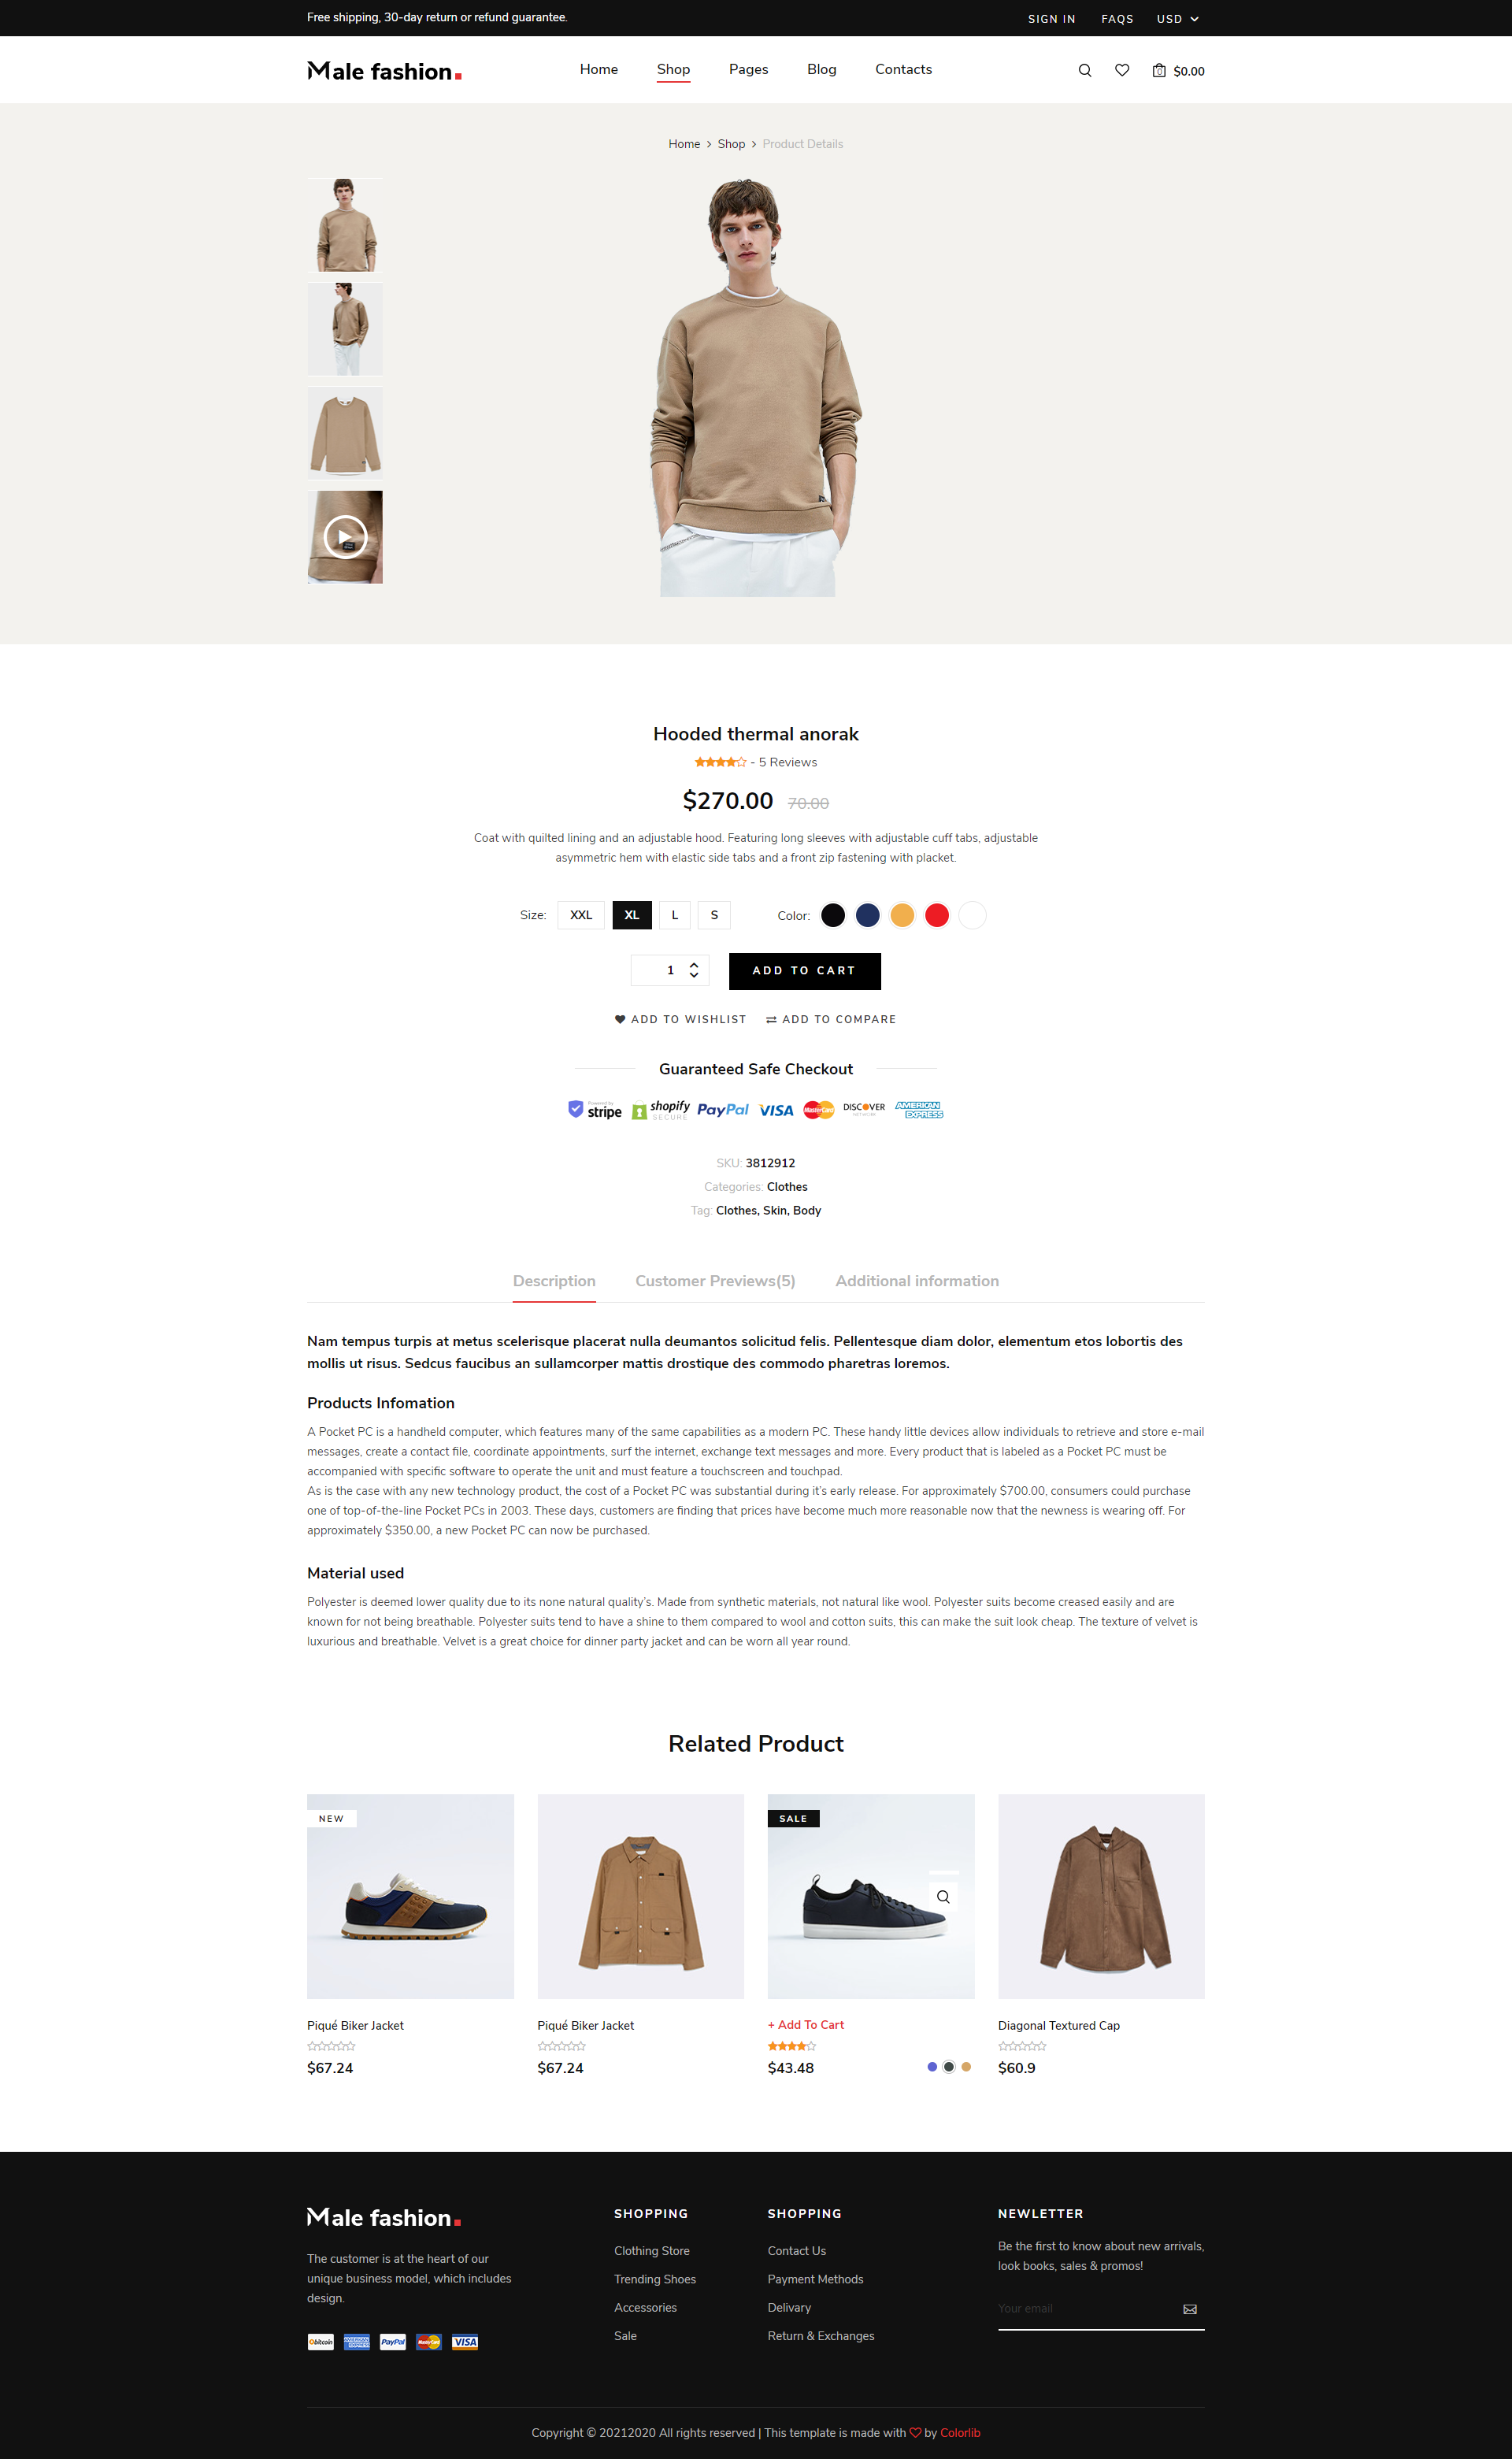 Free shipping, 30-day return or refund guarantee.
SIGN IN FAQS USD
Male fashion.
Home Shop Pages Blog Contacts
0 $0.00
Home > Shop > Product Details
Hooded thermal anorak
- 5 Reviews
$270.00 70.00
Coat with quilted lining and an adjustable hood. Featuring long sleeves with adjustable cuff tabs, adjustable
asymmetric hem with elastic side tabs and a front zip fastening with placket.
Size: XXL XL L S Color:
1 ADD TO CART
ADD TO WISHLIST ADD TO COMPARE
Guaranteed Safe Checkout
Powered by stripe shopify SECURE PayPal VISA MasterCard DISCOVER NETWORK AMERICAN EXPRESS
SKU: 3812912
Categories: Clothes
Tag: Clothes, Skin, Body
Description Customer Previews(5) Additional information
Nam tempus turpis at metus scelerisque placerat nulla deumantos solicitud felis. Pellentesque diam dolor, elementum etos lobortis des
mollis ut risus. Sedcus faucibus an sullamcorper mattis drostique des commodo pharetras loremos.
Products Infomation
A Pocket PC is a handheld computer, which features many of the same capabilities as a modern PC. These handy little devices allow individuals to retrieve and store e-mail
messages, create a contact file, coordinate appointments, surf the internet, exchange text messages and more. Every product that is labeled as a Pocket PC must be
accompanied with specific software to operate the unit and must feature a touchscreen and touchpad.
As is the case with any new technology product, the cost of a Pocket PC was substantial during it's early release. For approximately $700.00, consumers could purchase
one of top-of-the-line Pocket PCs in 2003. These days, customers are finding that prices have become much more reasonable now that the newness is wearing off. For
approximately $350.00, a new Pocket PC can now be purchased.
Material used
Polyester is deemed lower quality due to its none natural quality's. Made from synthetic materials, not natural like wool. Polyester suits become creased easily and are
known for not being breathable. Polyester suits tend to have a shine to them compared to wool and cotton suits, this can make the suit look cheap. The texture of velvet is
luxurious and breathable. Velvet is a great choice for dinner party jacket and can be worn all year round.
Related Product
NEW
SALE
Piqué Biker Jacket
$67.24
Piqué Biker Jacket
$67.24
+ Add To Cart
$43.48
Diagonal Textured Cap
$60.9
Male fashion.
The customer is at the heart of our
unique business model, which includes
design.
bitcoin AMERICAN EXPRESS PayPal MasterCard VISA
SHOPPING
Clothing Store
Trending Shoes
Accessories
Sale
SHOPPING
Contact Us
Payment Methods
Delivary
Return & Exchanges
NEWLETTER
Be the first to know about new arrivals,
look books, sales & promos!
Your email
Copyright © 20212020 All rights reserved | This template is made with ♡ by Colorlib